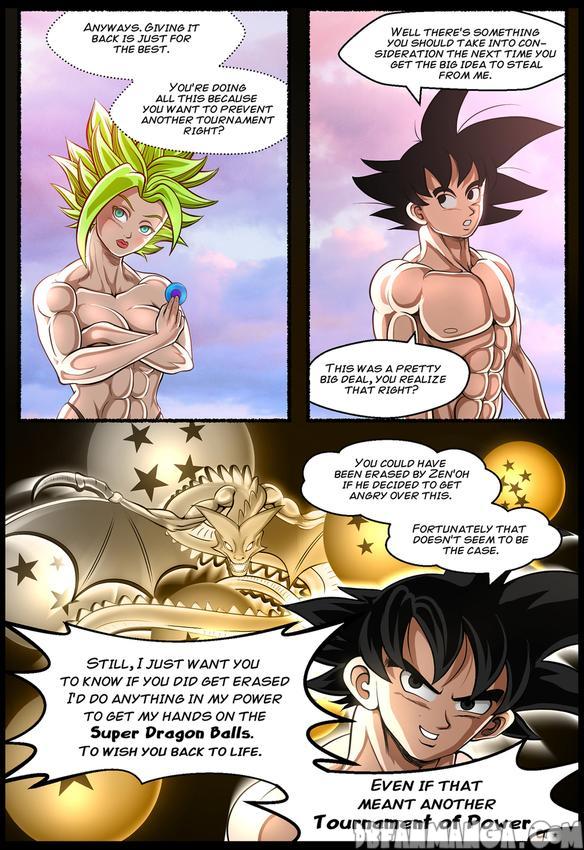 ANYWAYS. GIVING IT
BACK IS JUST FOR
THE BEST.
YOU'RE DOING
ALL THIS BECAUSE
YOU WANT TO PREVENT
ANOTHER TOURNAMENT
RIGHT?
WELL THERE'S SOMETHING
YOU SHOULD TAKE INTO CON-
SIDERATION THE NEXT TIME YOU
GET THE BIG IDEA TO STEAL
FROM ME.
THIS WAS A PRETTY
BIG DEAL, YOU REALIZE
THAT RIGHT?
YOU COULD HAVE
BEEN ERASED BY ZEN'OH
IF HE DECIDED TO GET
ANGRY OVER THIS.
FORTUNATELY THAT
DOESN'T SEEM TO BE
THE CASE.
STILL, I JUST WANT YOU
TO KNOW IF YOU DID GET ERASED
I'D DO ANYTHING IN MY POWER
TO GET MY HANDS ON THE
Super Dragon Balls.
TO WISH YOU BACK TO LIFE.
EVEN IF THAT
MEANT ANOTHER
Tournament of Power.
DBFANMANGA.COM